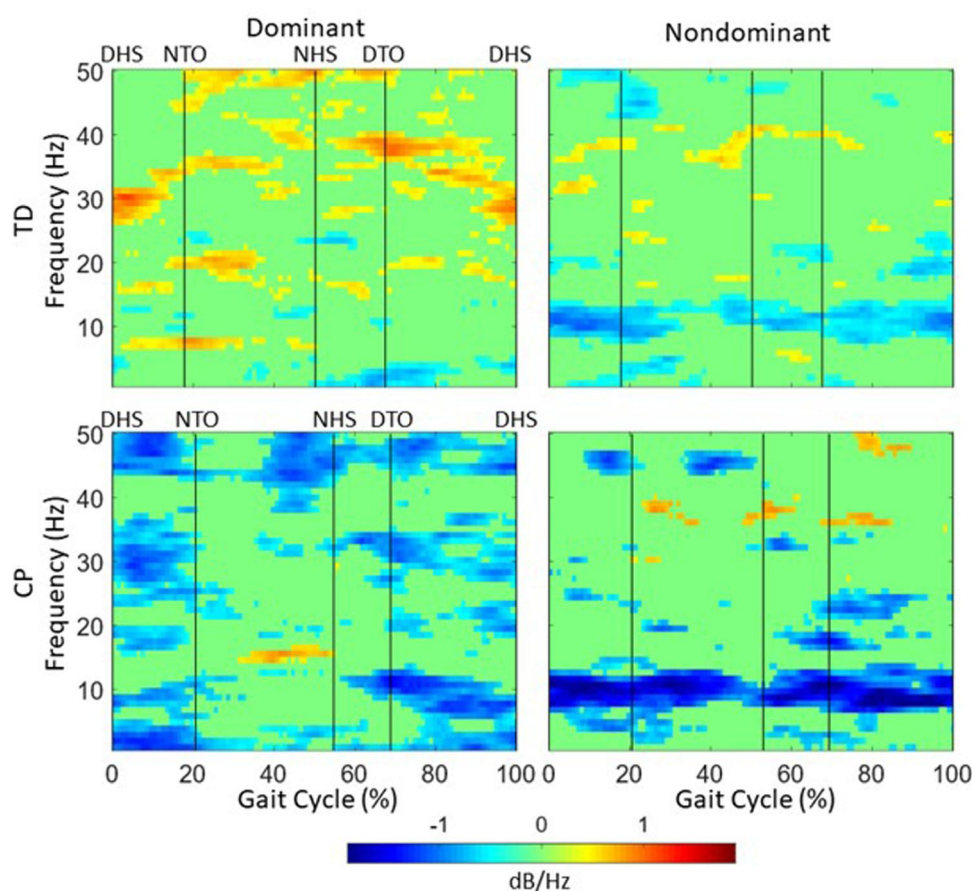 Dominant Nondominant
DHS NTO NHS DTO DHS
TD
Frequency (Hz)
50
40
30
20
10
DHS NTO NHS DTO DHS
CP
Frequency (Hz)
50
40
30
20
10
0 20 40 60 80 100 0 20 40 60 80 100
Gait Cycle (%) Gait Cycle (%)
-1 0 1
dB/Hz